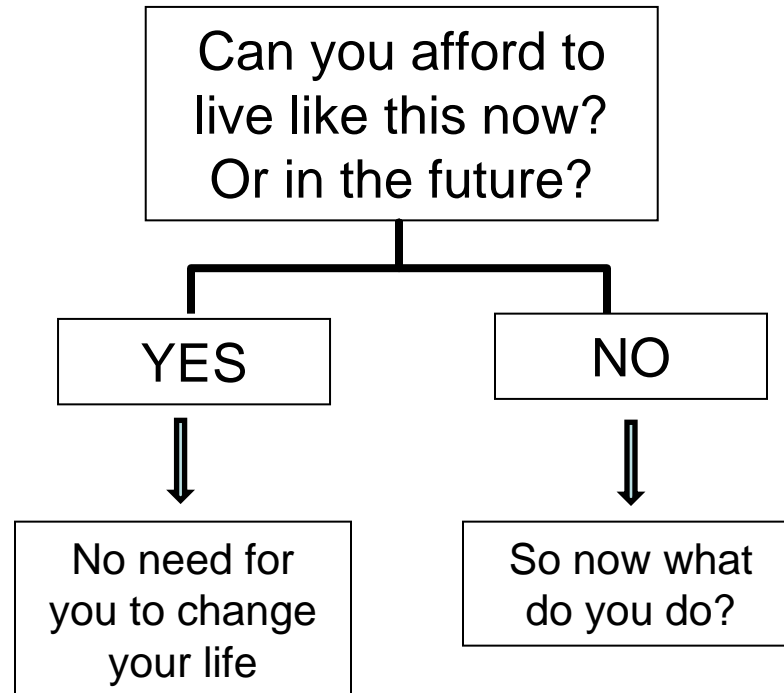 Can you afford to
live like this now?
Or in the future?
YES
NO
No need for
you to change
your life
So now what
do you do?